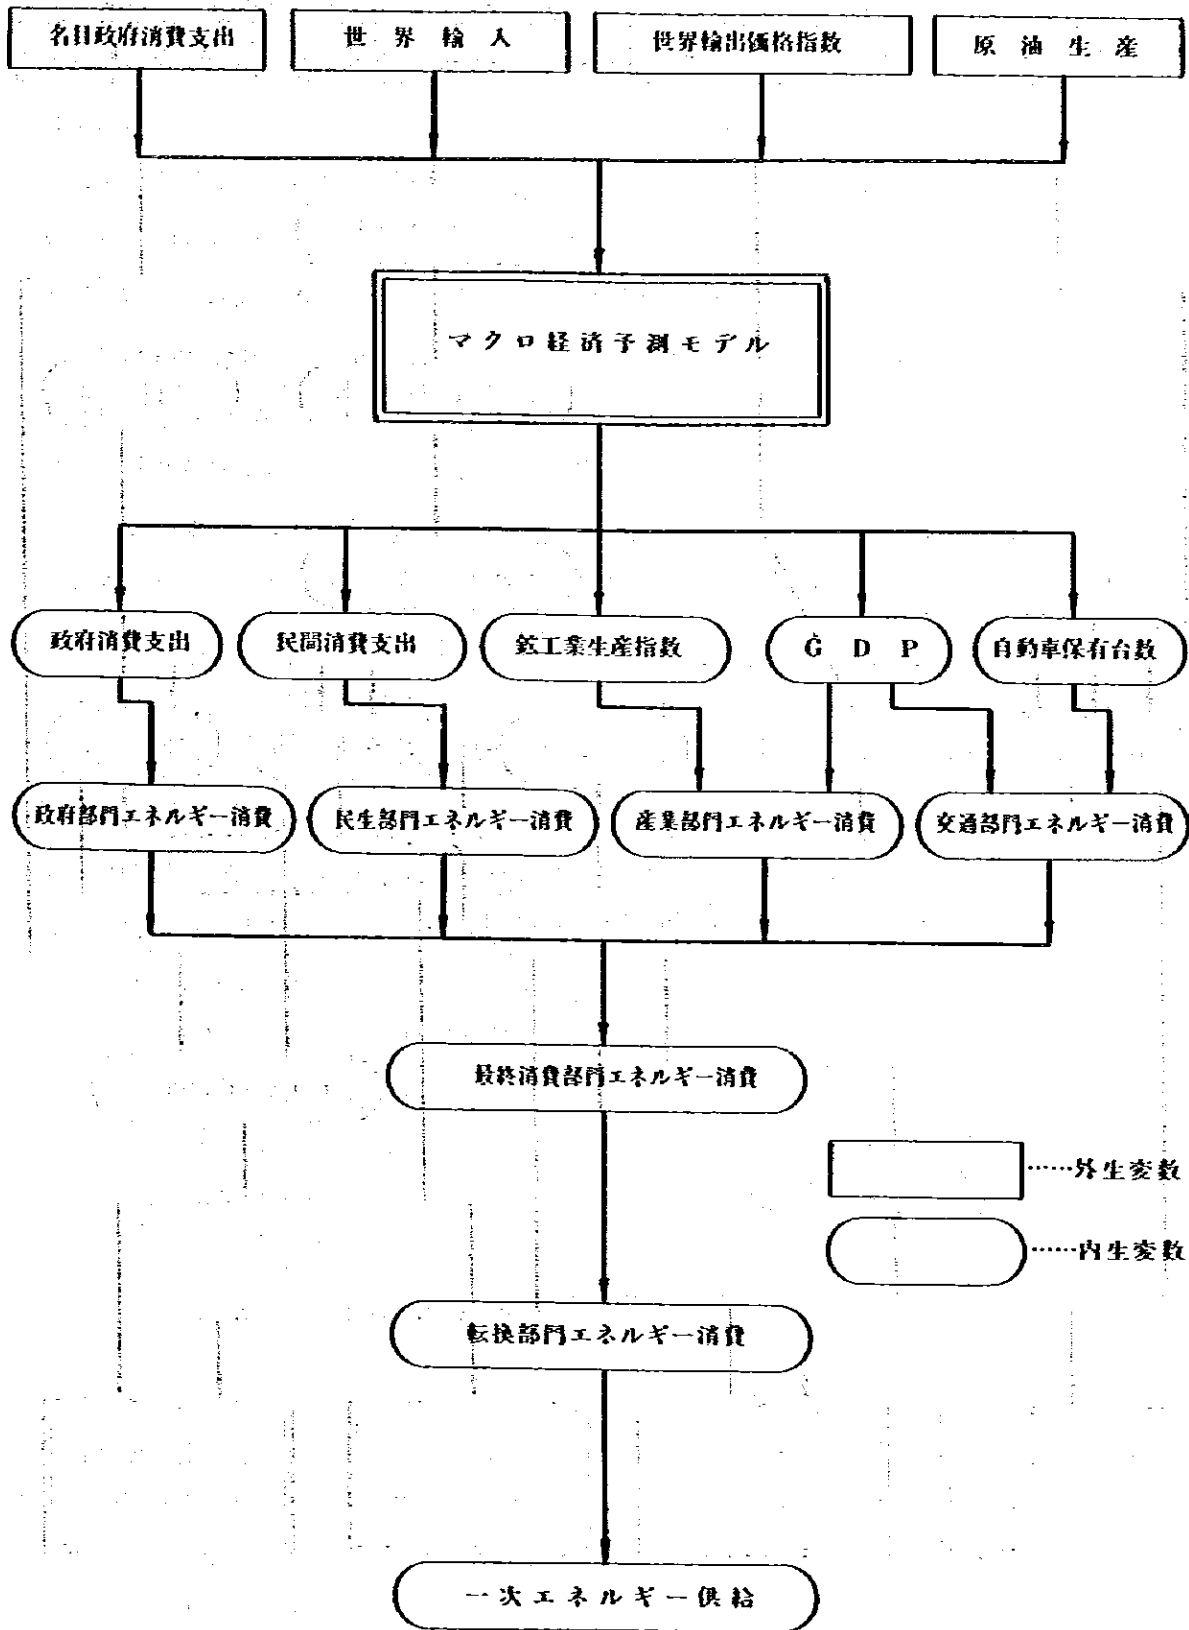 名目政府消費支出
世界輸入
世界輸出価格指数
原油生産
マクロ経済予測モデル
政府消費支出
民間消費支出
鉱工業生産指数
GDP
自動車保有台数
政府部門エネルギー消費
民生部門エネルギー消費
産業部門エネルギー消費
交通部門エネルギー消費
最終消費部門エネルギー消費
……外生変数
……内生変数
転換部門エネルギー消費
一次エネルギー供給